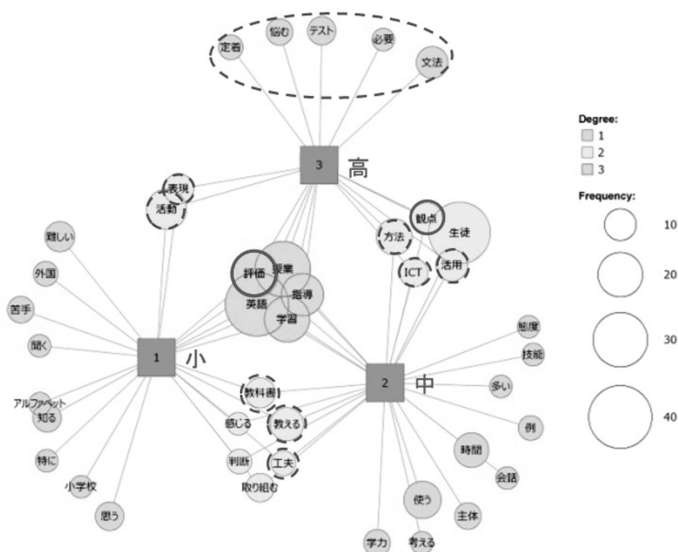 定着
悩む
テスト
必要
文法
3
高
表現
活動
観点
生徒
方法
ICT
活用
難しい
外国
苦手
聞く
アルファベット
知る
特に
小学校
思う
評価
授業
英語
指導
学習
1
小
2
中
教科書
感じる
教える
判断
工夫
取り組む
態度
技能
多い
例
時間
会話
使う
主体
学力
考える
Degree:
1
2
3
Frequency:
10
20
30
40